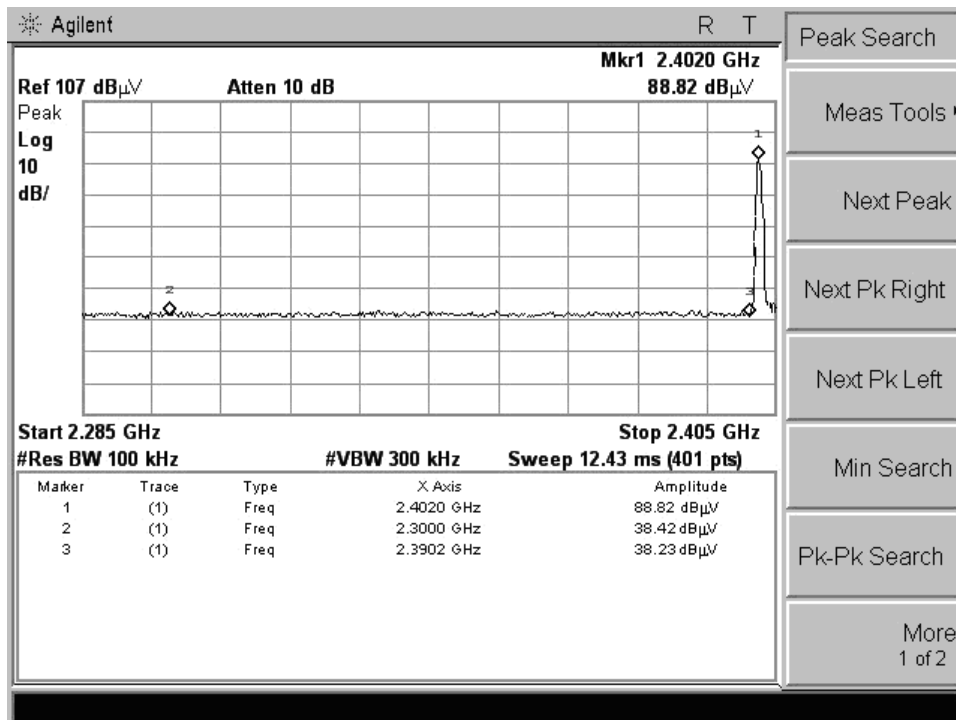 Agilent R T
Mkr1 2.4020 GHz
Ref 107 dBµV Atten 10 dB 88.82 dBµV
Peak
Log
10
dB/
1
2
3
Start 2.285 GHz Stop 2.405 GHz
#Res BW 100 kHz #VBW 300 kHz Sweep 12.43 ms (401 pts)
Marker Trace Type X Axis Amplitude
1 (1) Freq 2.4020 GHz 88.82 dBµV
2 (1) Freq 2.3000 GHz 38.42 dBµV
3 (1) Freq 2.3902 GHz 38.23 dBµV
Peak Search
Meas Tools
Next Peak
Next Pk Right
Next Pk Left
Min Search
Pk-Pk Search
More
1 of 2